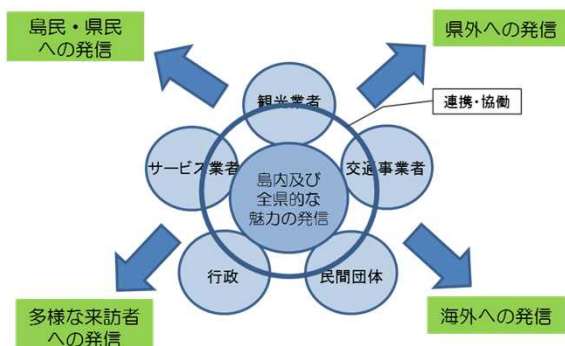 島民・県民
への発信
県外への発信
観光業者
連携・協働
サービス業者
島内及び
全県的な
魅力の発信
交通事業者
行政
民間団体
多様な来訪者
への発信
海外への発信